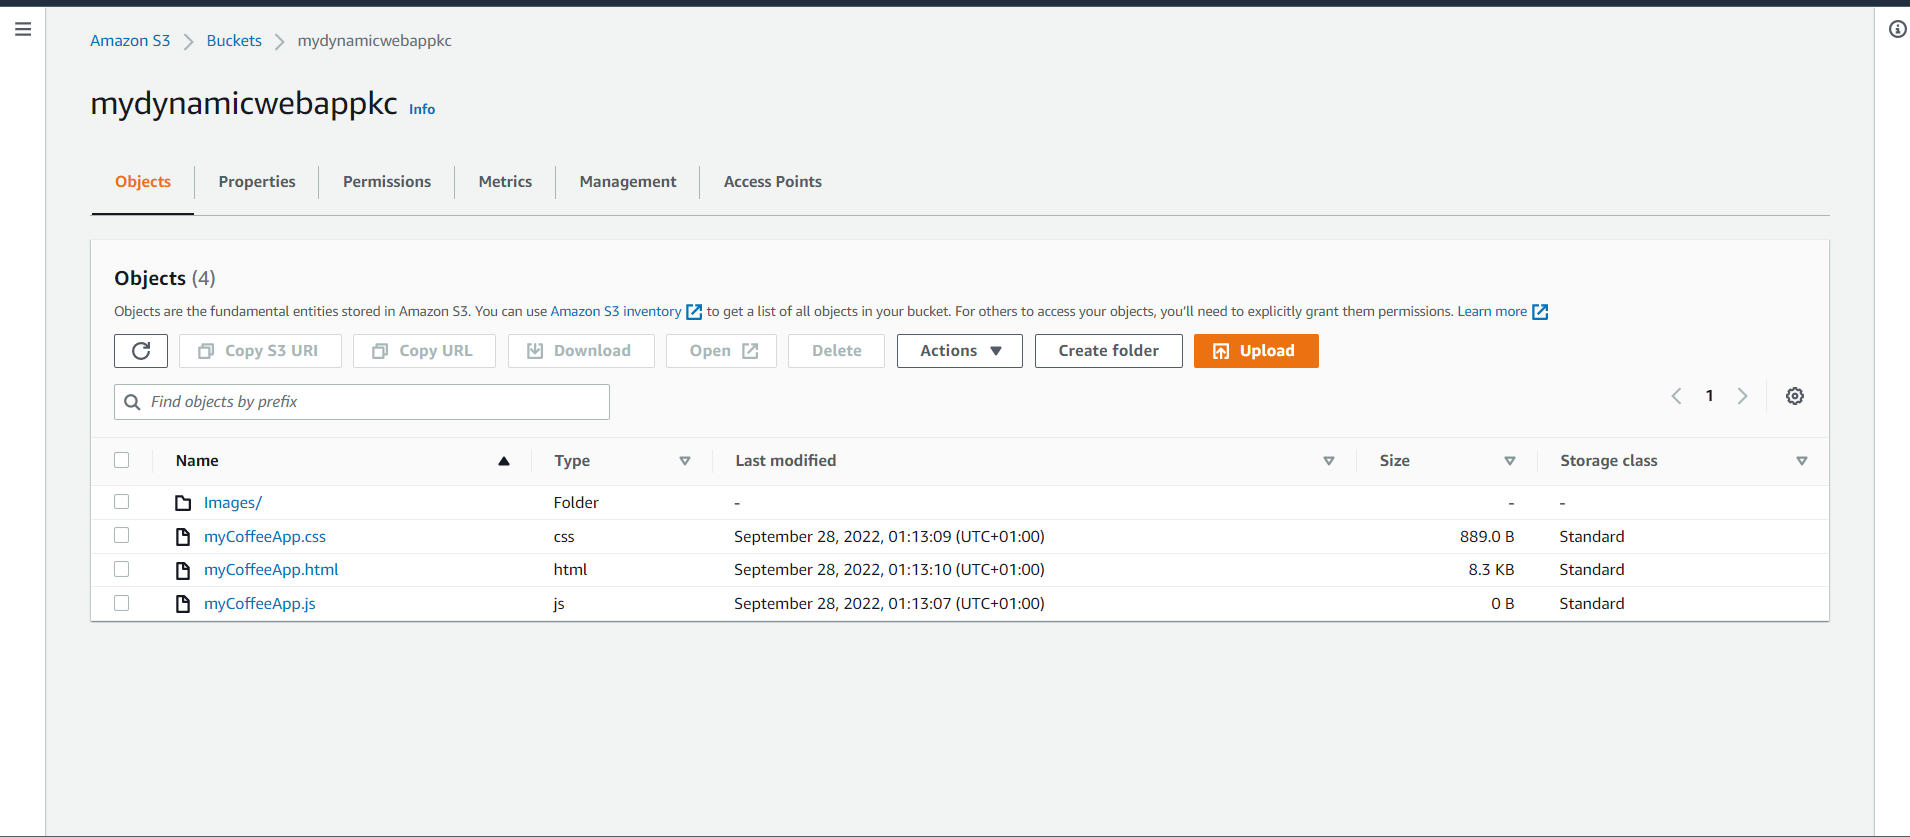 Amazon S3 Buckets mydynamicwebappkc
mydynamicwebappkc Info
Objects Properties Permissions Metrics Management Access Points
Objects (4)
Objects are the fundamental entities stored in Amazon S3. You can use Amazon S3 inventory to get a list of all objects in your bucket. For others to access your objects, you'll need to explicitly grant them permissions. Learn more
Copy S3 URI Copy URL Download Open Delete Actions Create folder Upload
Find objects by prefix 1
Name Type Last modified Size Storage class
Images/ Folder - - -
myCoffeeApp.css css September 28, 2022, 01:13:09 (UTC+01:00) 889.0 B Standard
myCoffeeApp.html html September 28, 2022, 01:13:10 (UTC+01:00) 8.3 KB Standard
myCoffeeApp.js js September 28, 2022, 01:13:07 (UTC+01:00) 0 B Standard